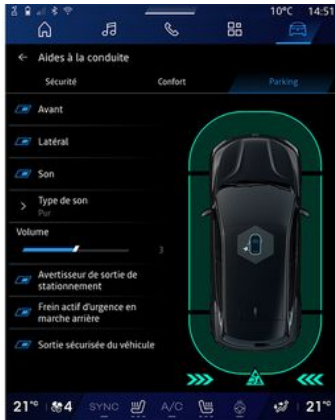 10°C 14:51
← Aides à la conduite
Sécurité Confort Parking
Avant
Latéral
Son
> Type de son
Pur
Volume
3
Avertisseur de sortie de
stationnement
Frein actif d'urgence en
marche arrière
Sortie sécurisée du véhicule
21°° 4 SYNC A/C 21°°